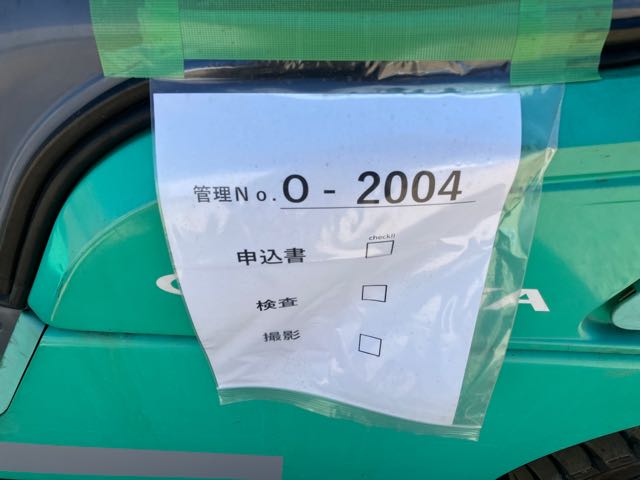 管理No. O - 2004
check!!
申込書 □
検査 □
撮影 □
A